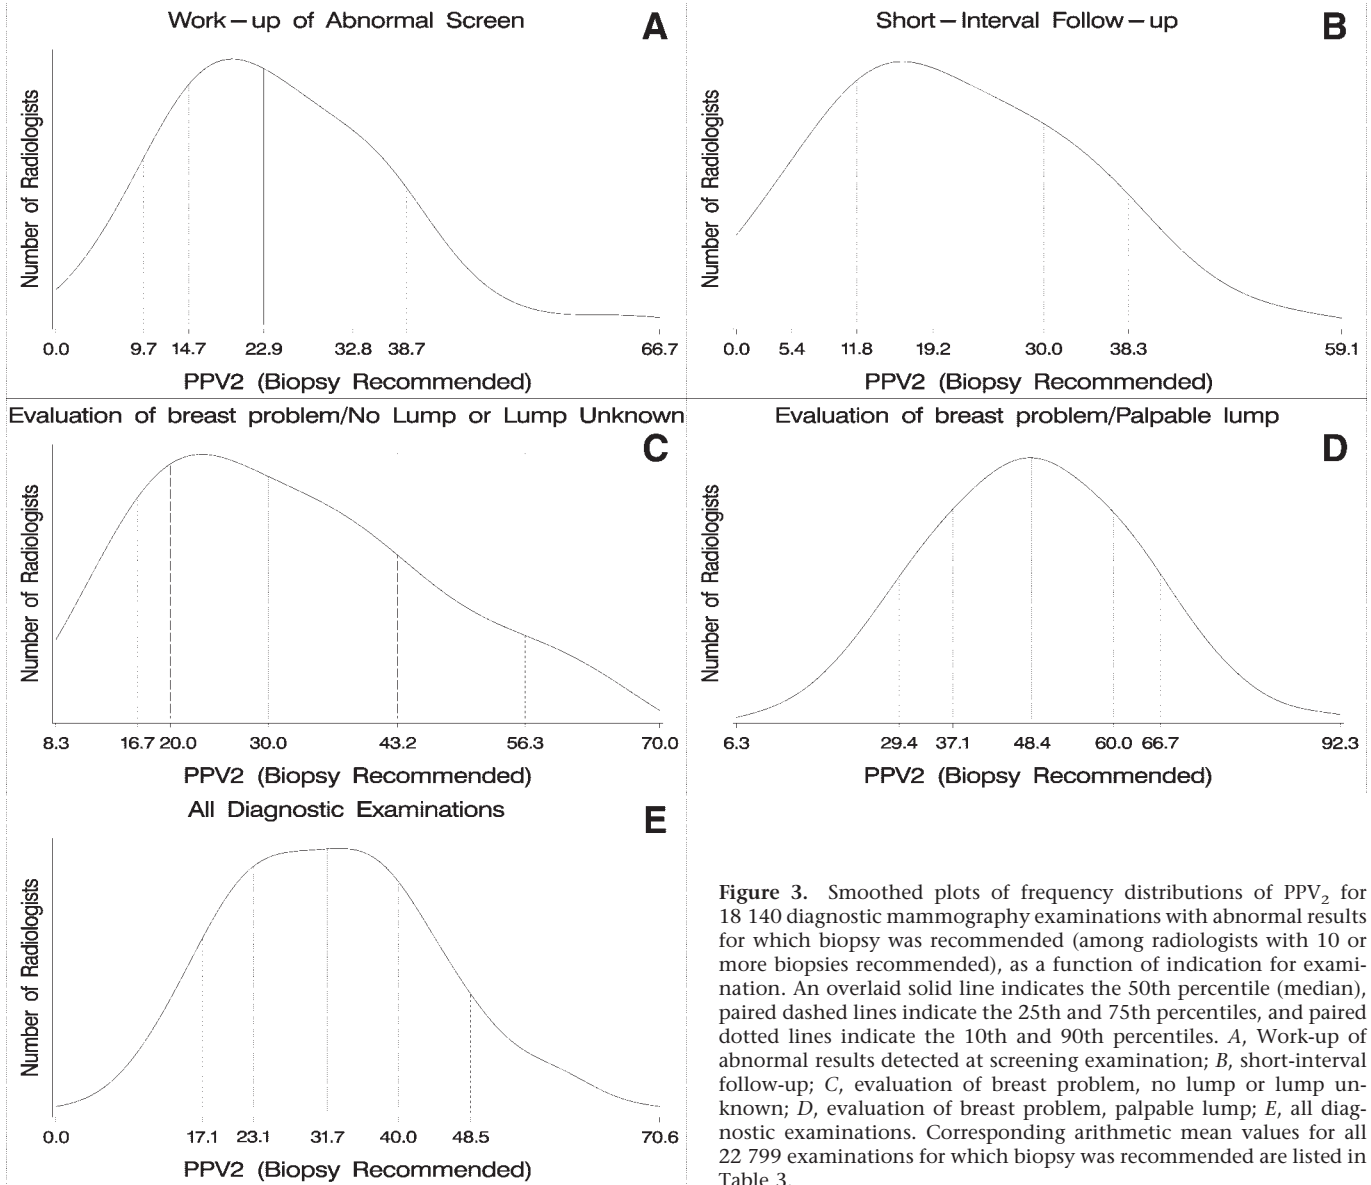 Work–up of Abnormal Screen
A
Number of Radiologists
0.0 9.7 14.7 22.9 32.8 38.7 66.7
PPV2 (Biopsy Recommended)
Short–Interval Follow–up
B
Number of Radiologists
0.0 5.4 11.8 19.2 30.0 38.3 59.1
PPV2 (Biopsy Recommended)
Evaluation of breast problem/No Lump or Lump Unknown
C
Number of Radiologists
8.3 16.7 20.0 30.0 43.2 56.3 70.0
PPV2 (Biopsy Recommended)
Evaluation of breast problem/Palpable lump
D
Number of Radiologists
6.3 29.4 37.1 48.4 60.0 66.7 92.3
PPV2 (Biopsy Recommended)
All Diagnostic Examinations
E
Number of Radiologists
0.0 17.1 23.1 31.7 40.0 48.5 70.6
PPV2 (Biopsy Recommended)
Figure 3. Smoothed plots of frequency distributions of PPV₂ for
18 140 diagnostic mammography examinations with abnormal results
for which biopsy was recommended (among radiologists with 10 or
more biopsies recommended), as a function of indication for exami-
nation. An overlaid solid line indicates the 50th percentile (median),
paired dashed lines indicate the 25th and 75th percentiles, and paired
dotted lines indicate the 10th and 90th percentiles. A, Work-up of
abnormal results detected at screening examination; B, short-interval
follow-up; C, evaluation of breast problem, no lump or lump un-
known; D, evaluation of breast problem, palpable lump; E, all diag-
nostic examinations. Corresponding arithmetic mean values for all
22 799 examinations for which biopsy was recommended are listed in
Table 3.